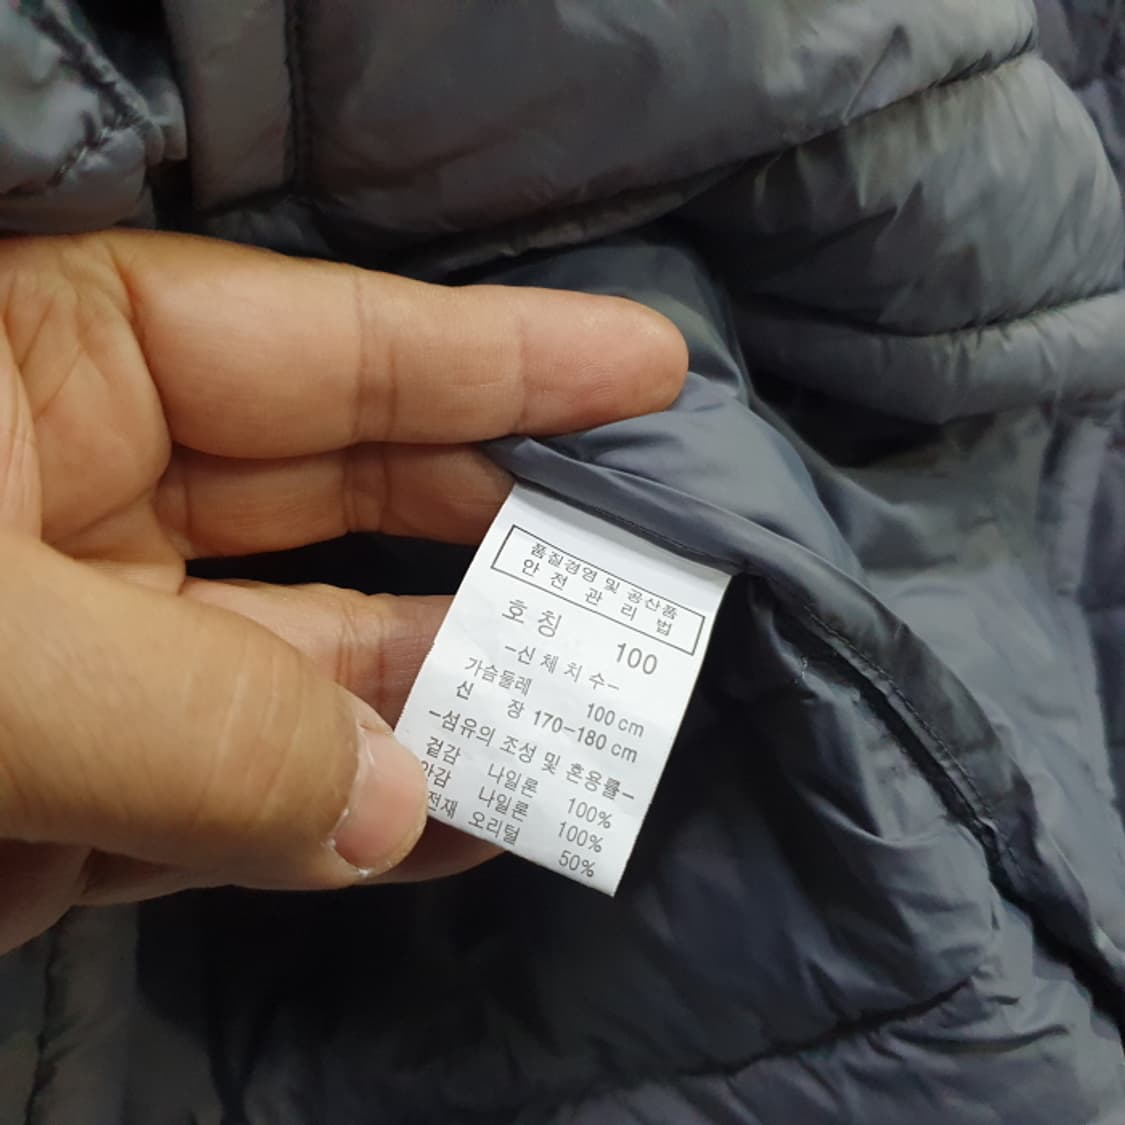 품질경영 및 공산품
안 전 관 리 법
호 칭 100
-신 체 치 수-
가슴둘레 100 cm
신 장 170-180 cm
-섬유의 조성 및 혼용률-
겉감 나일론 100%
안감 나일론 100%
전재 오리털 50%